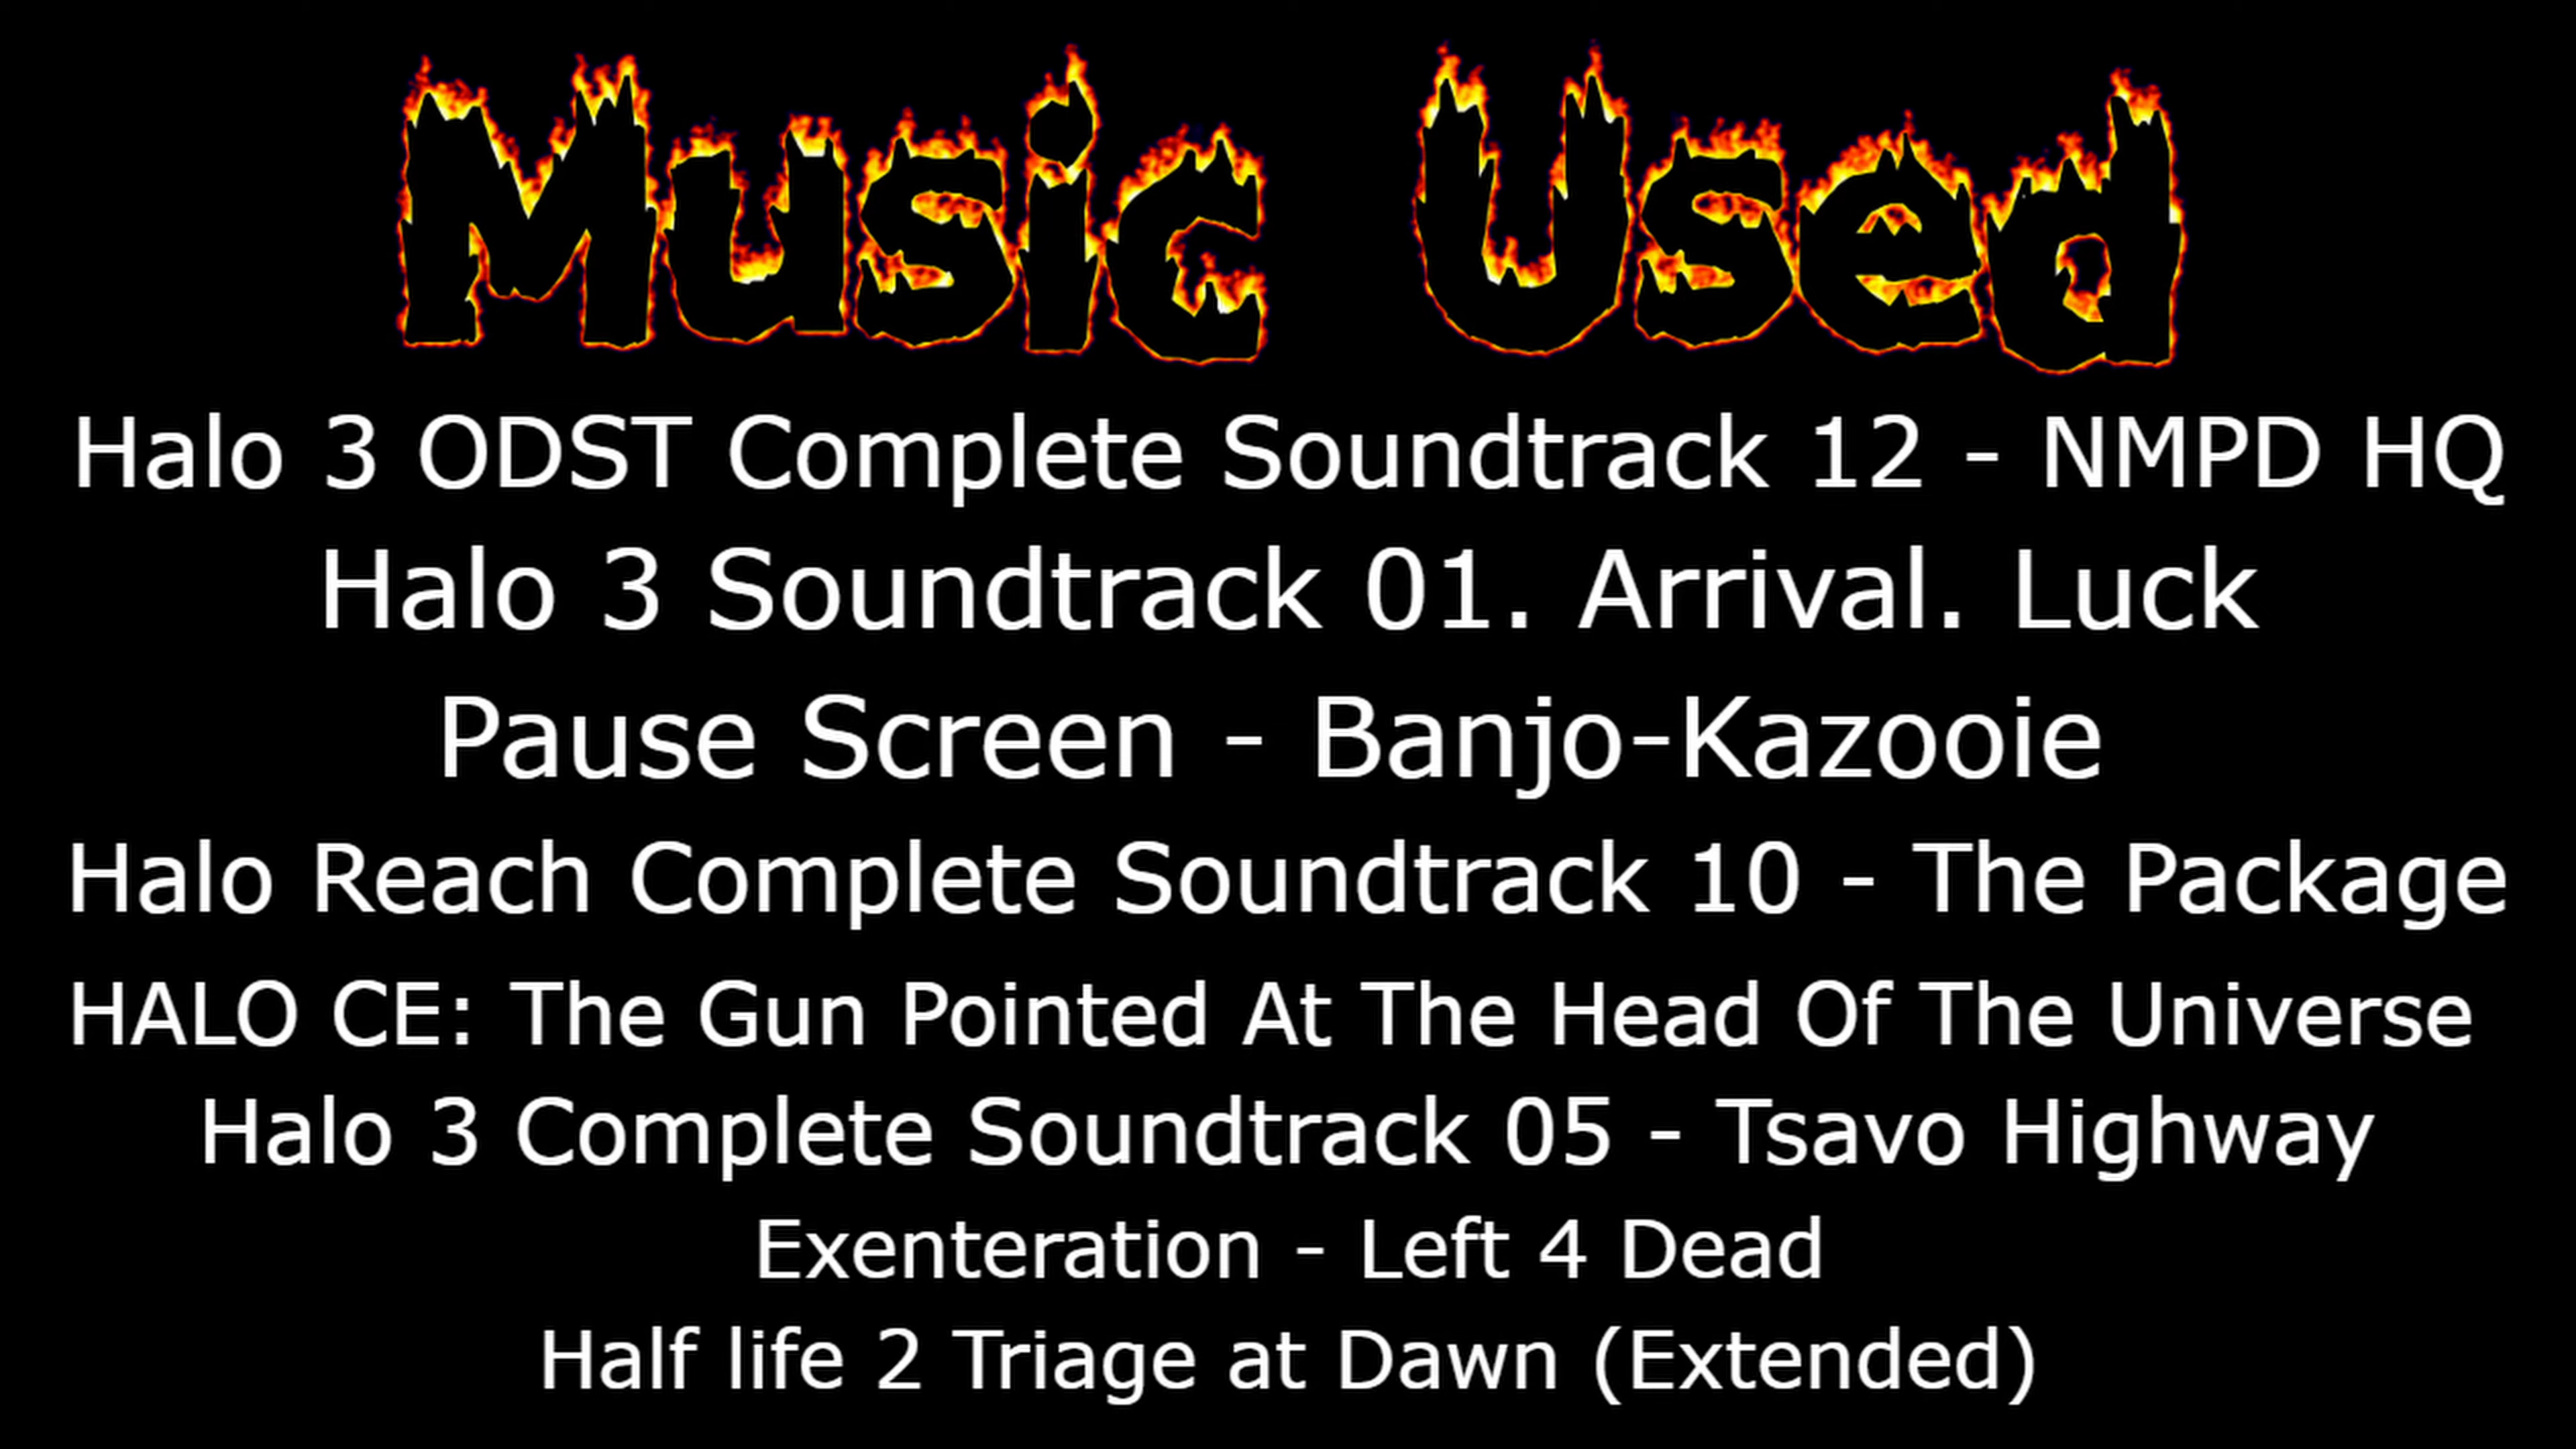 Music Used
Halo 3 ODST Complete Soundtrack 12 - NMPD HQ
Halo 3 Soundtrack 01. Arrival. Luck
Pause Screen - Banjo-Kazooie
Halo Reach Complete Soundtrack 10 - The Package
HALO CE: The Gun Pointed At The Head Of The Universe
Halo 3 Complete Soundtrack 05 - Tsavo Highway
Exenteration - Left 4 Dead
Half life 2 Triage at Dawn (Extended)